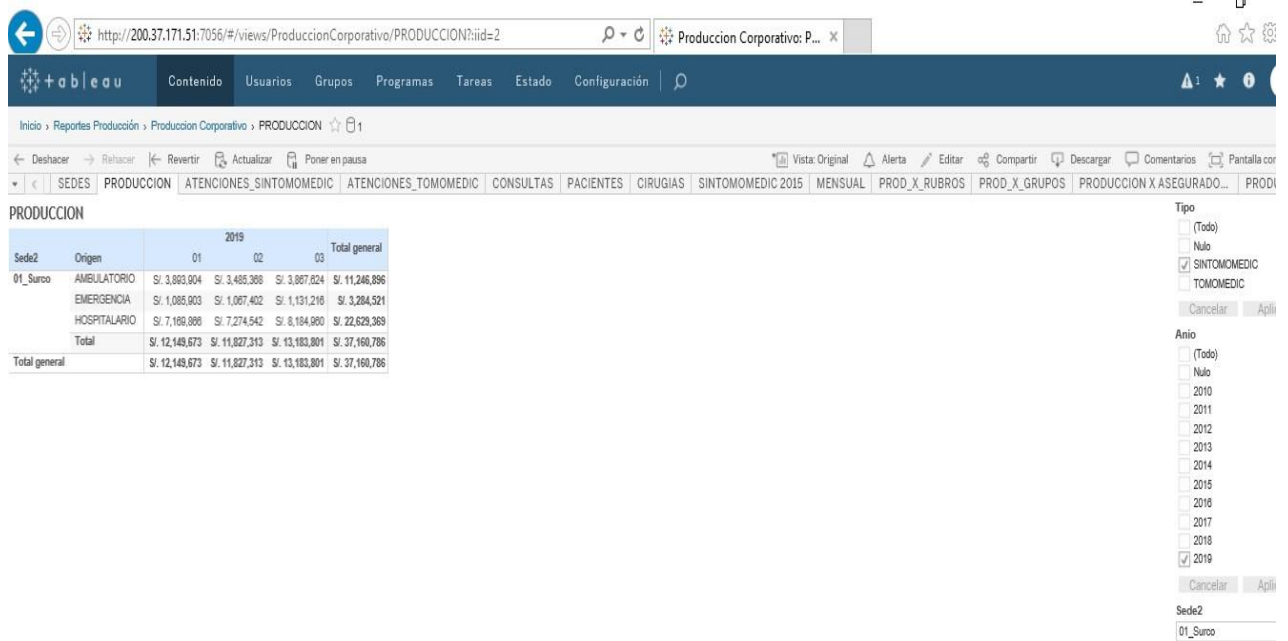 http://200.37.171.51:7056/#/views/ProduccionCorporativo/PRODUCCION?:iid=2
Produccion Corporativo: P...
tableau Contenido Usuarios Grupos Programas Tareas Estado Configuración 1
Inicio › Reportes Producción › Produccion Corporativo › PRODUCCION 1
Deshacer Rehacer Revertir Actualizar Poner en pausa Vista: Original Alerta Editar Compartir Descargar Comentarios Pantalla con
SEDES PRODUCCION ATENCIONES_SINTOMOMEDIC ATENCIONES_TOMOMEDIC CONSULTAS PACIENTES CIRUGIAS SINTOMOMEDIC 2015 MENSUAL PROD_X_RUBROS PROD_X_GRUPOS PRODUCCION X ASEGURADO... PRODU
PRODUCCION
2019 Total general
Sede2 Origen 01 02 03
01_Surco AMBULATORIO S/. 3,893,904 S/. 3,485,368 S/. 3,867,624 S/. 11,246,896
EMERGENCIA S/. 1,085,903 S/. 1,067,402 S/. 1,131,216 S/. 3,284,521
HOSPITALARIO S/. 7,169,866 S/. 7,274,542 S/. 8,184,960 S/. 22,629,369
Total S/. 12,149,673 S/. 11,827,313 S/. 13,183,801 S/. 37,160,786
Total general S/. 12,149,673 S/. 11,827,313 S/. 13,183,801 S/. 37,160,786
Tipo
(Todo)
Nulo
SINTOMOMEDIC
TOMOMEDIC
Cancelar Aplic
Anio
(Todo)
Nulo
2010
2011
2012
2013
2014
2015
2016
2017
2018
2019
Cancelar Aplic
Sede2
01_Surco